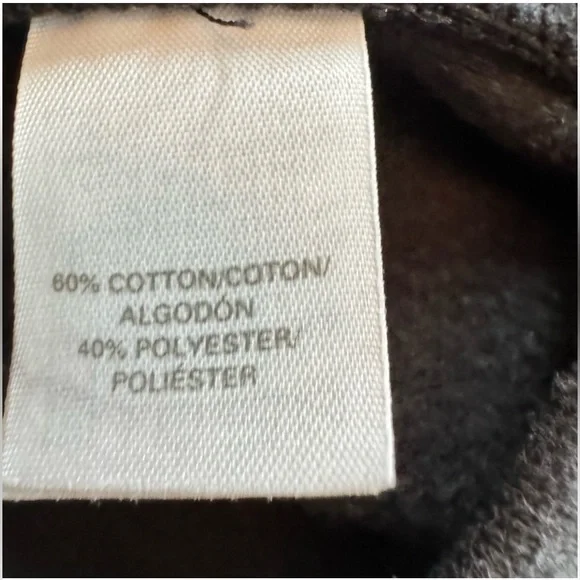 60% COTTON/COTON/
ALGODÓN
40% POLYESTER/
POLIÉSTER